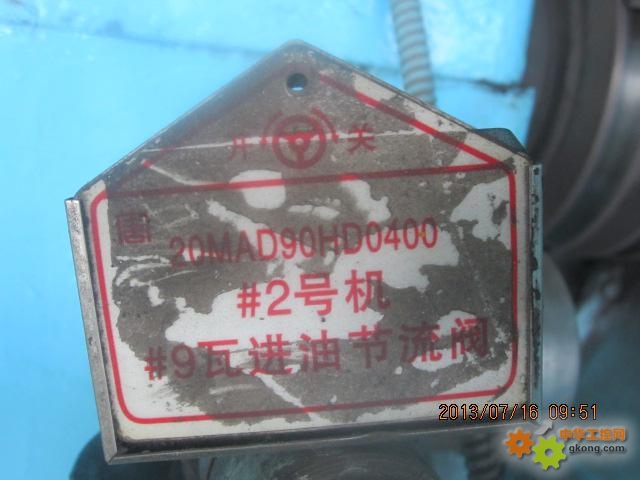 开 关
20MAD90HD0400
#2号机
#9瓦进油节流阀
2013/07/16 09:51
中华工控网
gkong.com